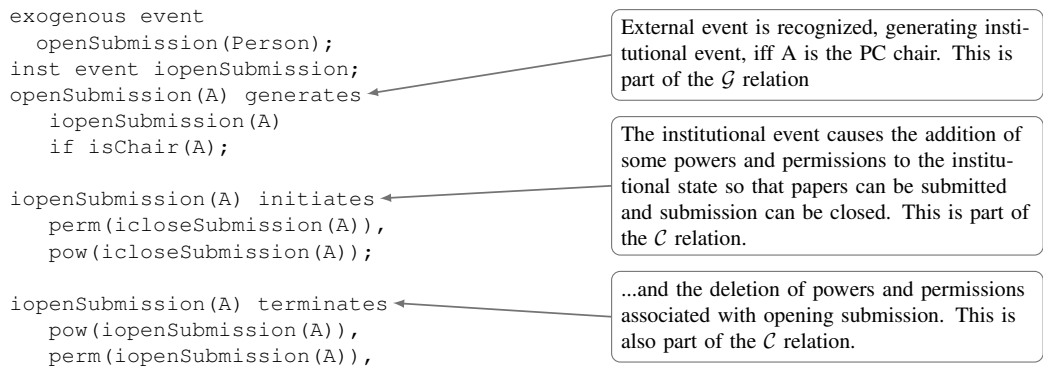 exogenous event
openSubmission(Person);
inst event iopenSubmission;
openSubmission(A) generates
iopenSubmission(A)
if isChair(A);
iopenSubmission(A) initiates
perm(icloseSubmission(A)),
pow(icloseSubmission(A));
iopenSubmission(A) terminates
pow(iopenSubmission(A)),
perm(iopenSubmission(A)),
External event is recognized, generating insti-
tutional event, iff A is the PC chair. This is
part of the 𝒢 relation
The institutional event causes the addition of
some powers and permissions to the institu-
tional state so that papers can be submitted
and submission can be closed. This is part of
the 𝒞 relation.
...and the deletion of powers and permissions
associated with opening submission. This is
also part of the 𝒞 relation.